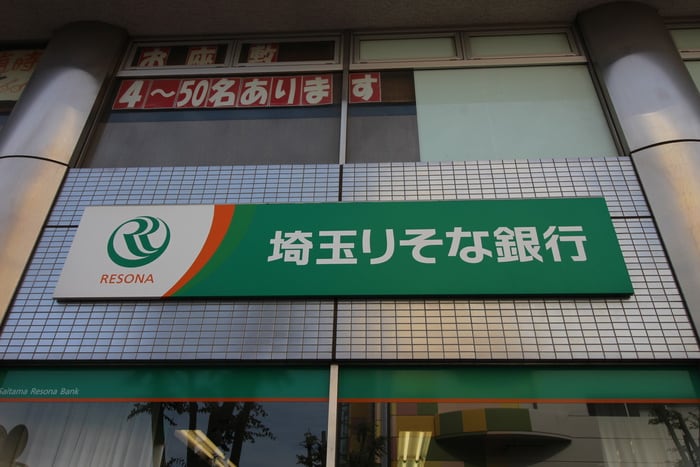 お座敷
4〜50名あります
RESONA
埼玉りそな銀行
Saitama Resona Bank